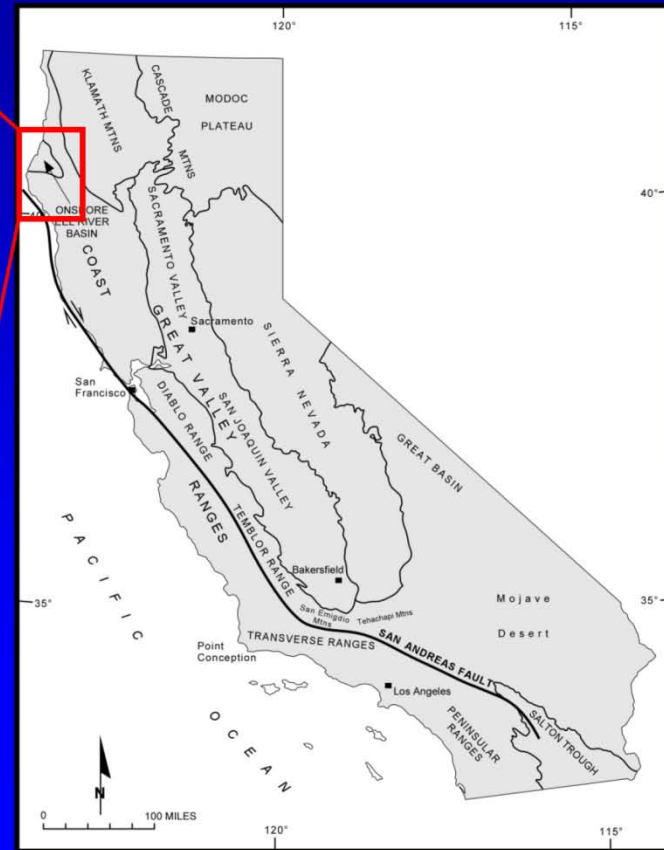 120°
115°
KLAMATH MTNS
CASCADE
MTNS
MODOC
PLATEAU
40°
40°
ONSHORE
EEL RIVER
BASIN
COAST
RANGES
SACRAMENTO VALLEY
GREAT VALLEY
Sacramento
SIERRA NEVADA
San
Francisco
DIABLO RANGE
SAN JOAQUIN VALLEY
GREAT BASIN
TEMBLOR RANGE
Bakersfield
PACIFIC
OCEAN
35°
35°
San Emigdio
Mtns
Tehachapi Mtns
Mojave
Desert
Point
Conception
TRANSVERSE RANGES
SAN ANDREAS FAULT
Los Angeles
PENINSULAR
RANGES
SALTON TROUGH
N
0
100 MILES
120°
115°